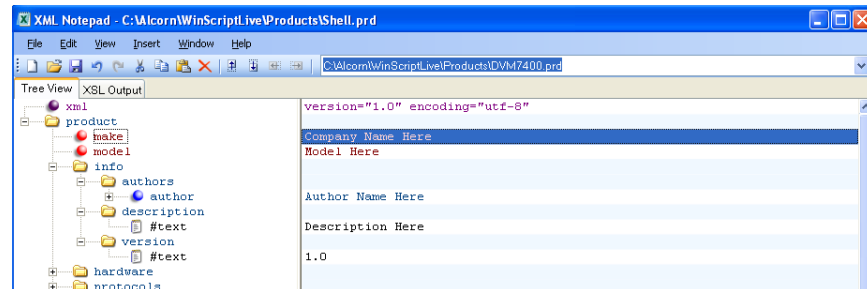 XML Notepad - C:\Alcorn\WinScriptLive\Products\Shell.prd
File Edit View Insert Window Help
C:\Alcorn\WinScriptLive\Products\DVM7400.prd
Tree View XSL Output
xml version="1.0" encoding="utf-8"
product
make Company Name Here
model Model Here
info
authors
author Author Name Here
description
#text Description Here
version
#text 1.0
hardware
protocols